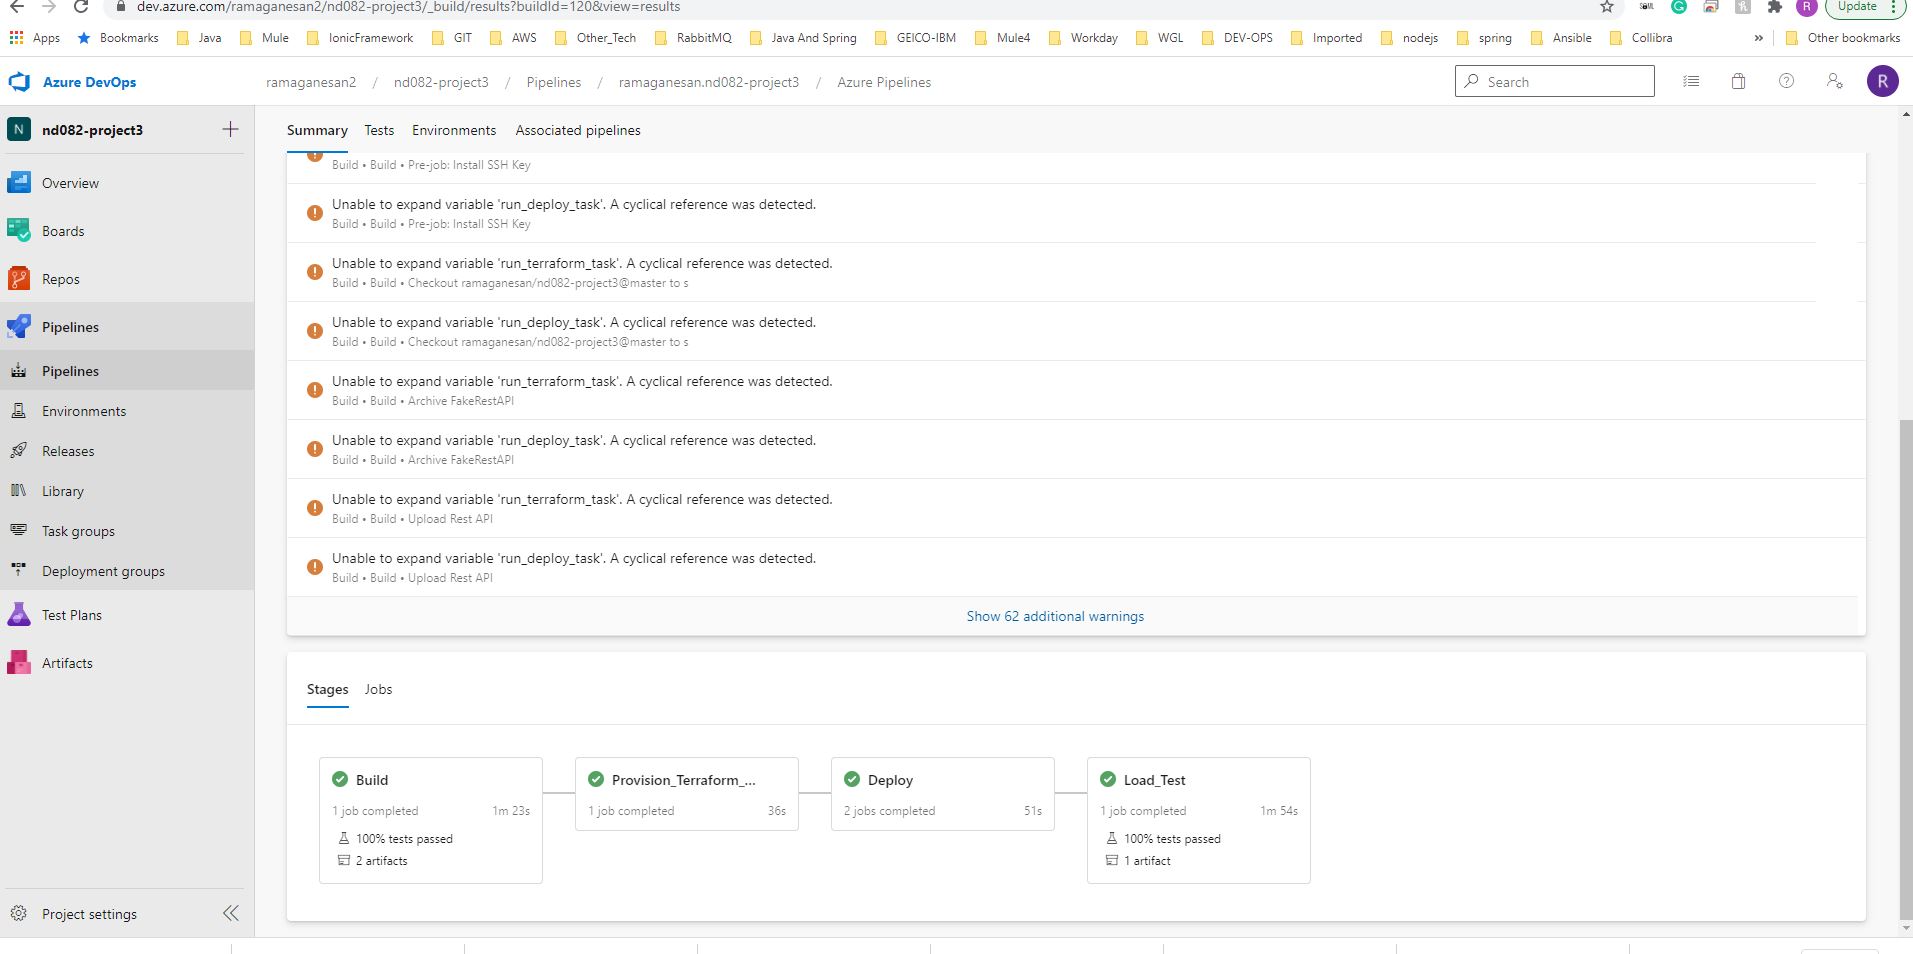 dev.azure.com/ramaganesan2/nd082-project3/_build/results?buildId=120&view=results
R Update
Apps Bookmarks Java Mule IonicFramework GIT AWS Other_Tech RabbitMQ Java And Spring GEICO-IBM Mule4 Workday WGL DEV-OPS Imported nodejs spring Ansible Collibra » Other bookmarks
Azure DevOps ramaganesan2 / nd082-project3 / Pipelines / ramaganesan.nd082-project3 / Azure Pipelines Search R
N nd082-project3
Overview
Boards
Repos
Pipelines
Pipelines
Environments
Releases
Library
Task groups
Deployment groups
Test Plans
Artifacts
Project settings
Summary Tests Environments Associated pipelines
Build • Build • Pre-job: Install SSH Key
Unable to expand variable 'run_deploy_task'. A cyclical reference was detected.
Build • Build • Pre-job: Install SSH Key
Unable to expand variable 'run_terraform_task'. A cyclical reference was detected.
Build • Build • Checkout ramaganesan/nd082-project3@master to s
Unable to expand variable 'run_deploy_task'. A cyclical reference was detected.
Build • Build • Checkout ramaganesan/nd082-project3@master to s
Unable to expand variable 'run_terraform_task'. A cyclical reference was detected.
Build • Build • Archive FakeRestAPI
Unable to expand variable 'run_deploy_task'. A cyclical reference was detected.
Build • Build • Archive FakeRestAPI
Unable to expand variable 'run_terraform_task'. A cyclical reference was detected.
Build • Build • Upload Rest API
Unable to expand variable 'run_deploy_task'. A cyclical reference was detected.
Build • Build • Upload Rest API
Show 62 additional warnings
Stages Jobs
Build
1 job completed 1m 23s
100% tests passed
2 artifacts
Provision_Terraform_...
1 job completed 36s
Deploy
2 jobs completed 51s
Load_Test
1 job completed 1m 54s
100% tests passed
1 artifact